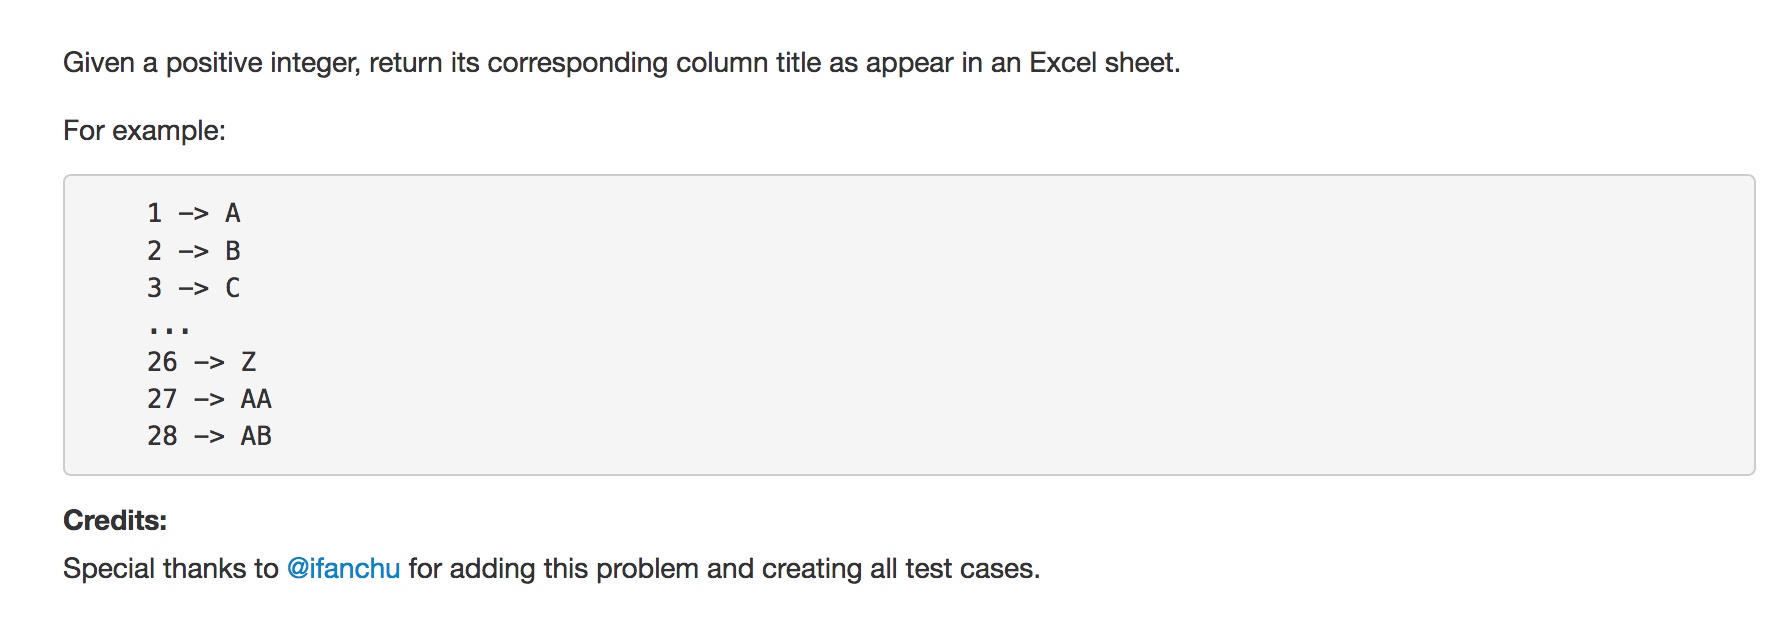 Given a positive integer, return its corresponding column title as appear in an Excel sheet.
For example:
1 -> A
2 -> B
3 -> C
...
26 -> Z
27 -> AA
28 -> AB
Credits:
Special thanks to @ifanchu for adding this problem and creating all test cases.